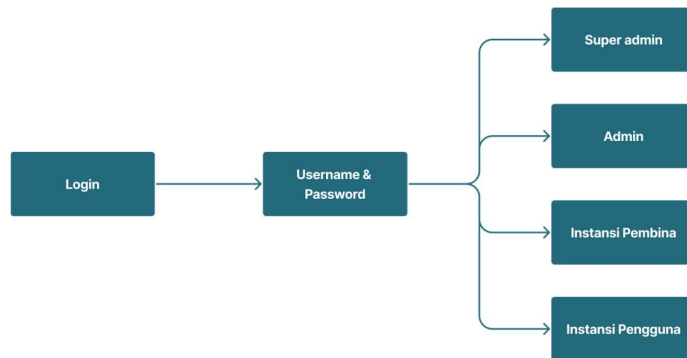 Super admin
Admin
Login
Username &
Password
Instansi Pembina
Instansi Pengguna